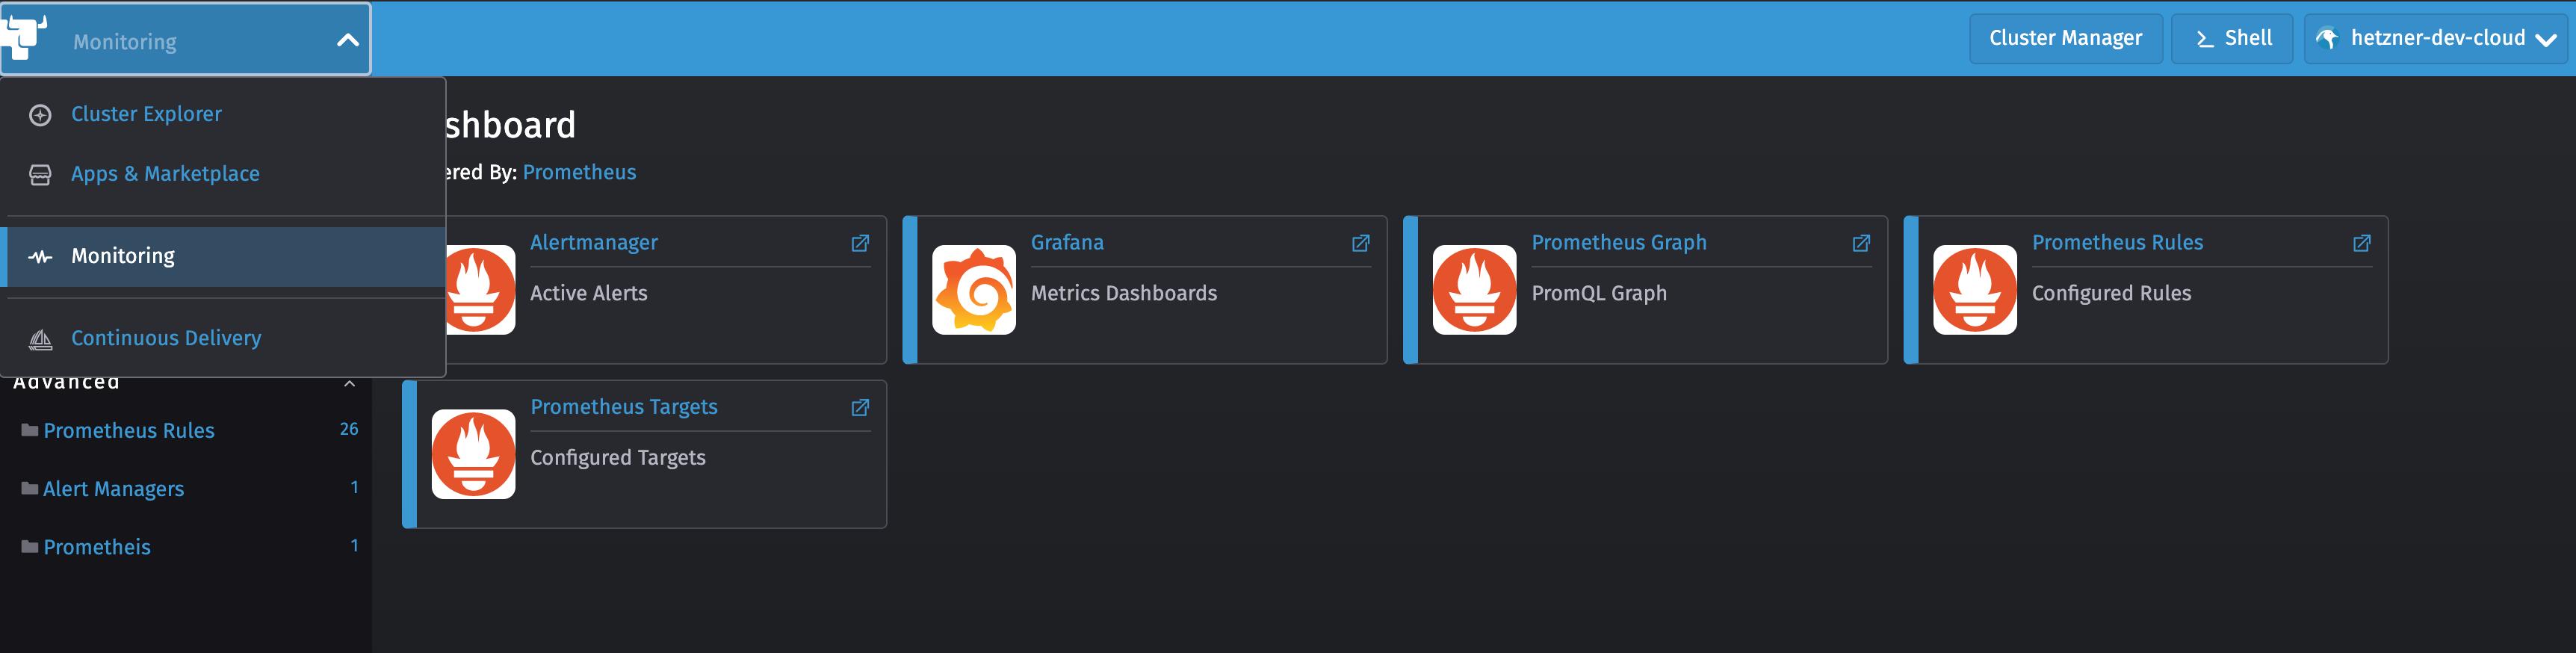 Monitoring
Cluster Manager
Shell
hetzner-dev-cloud
Cluster Explorer
Apps & Marketplace
Monitoring
Continuous Delivery
Advanced
Prometheus Rules 26
Alert Managers 1
Prometheis 1
shboard
ered By: Prometheus
Alertmanager
Active Alerts
Grafana
Metrics Dashboards
Prometheus Graph
PromQL Graph
Prometheus Rules
Configured Rules
Prometheus Targets
Configured Targets